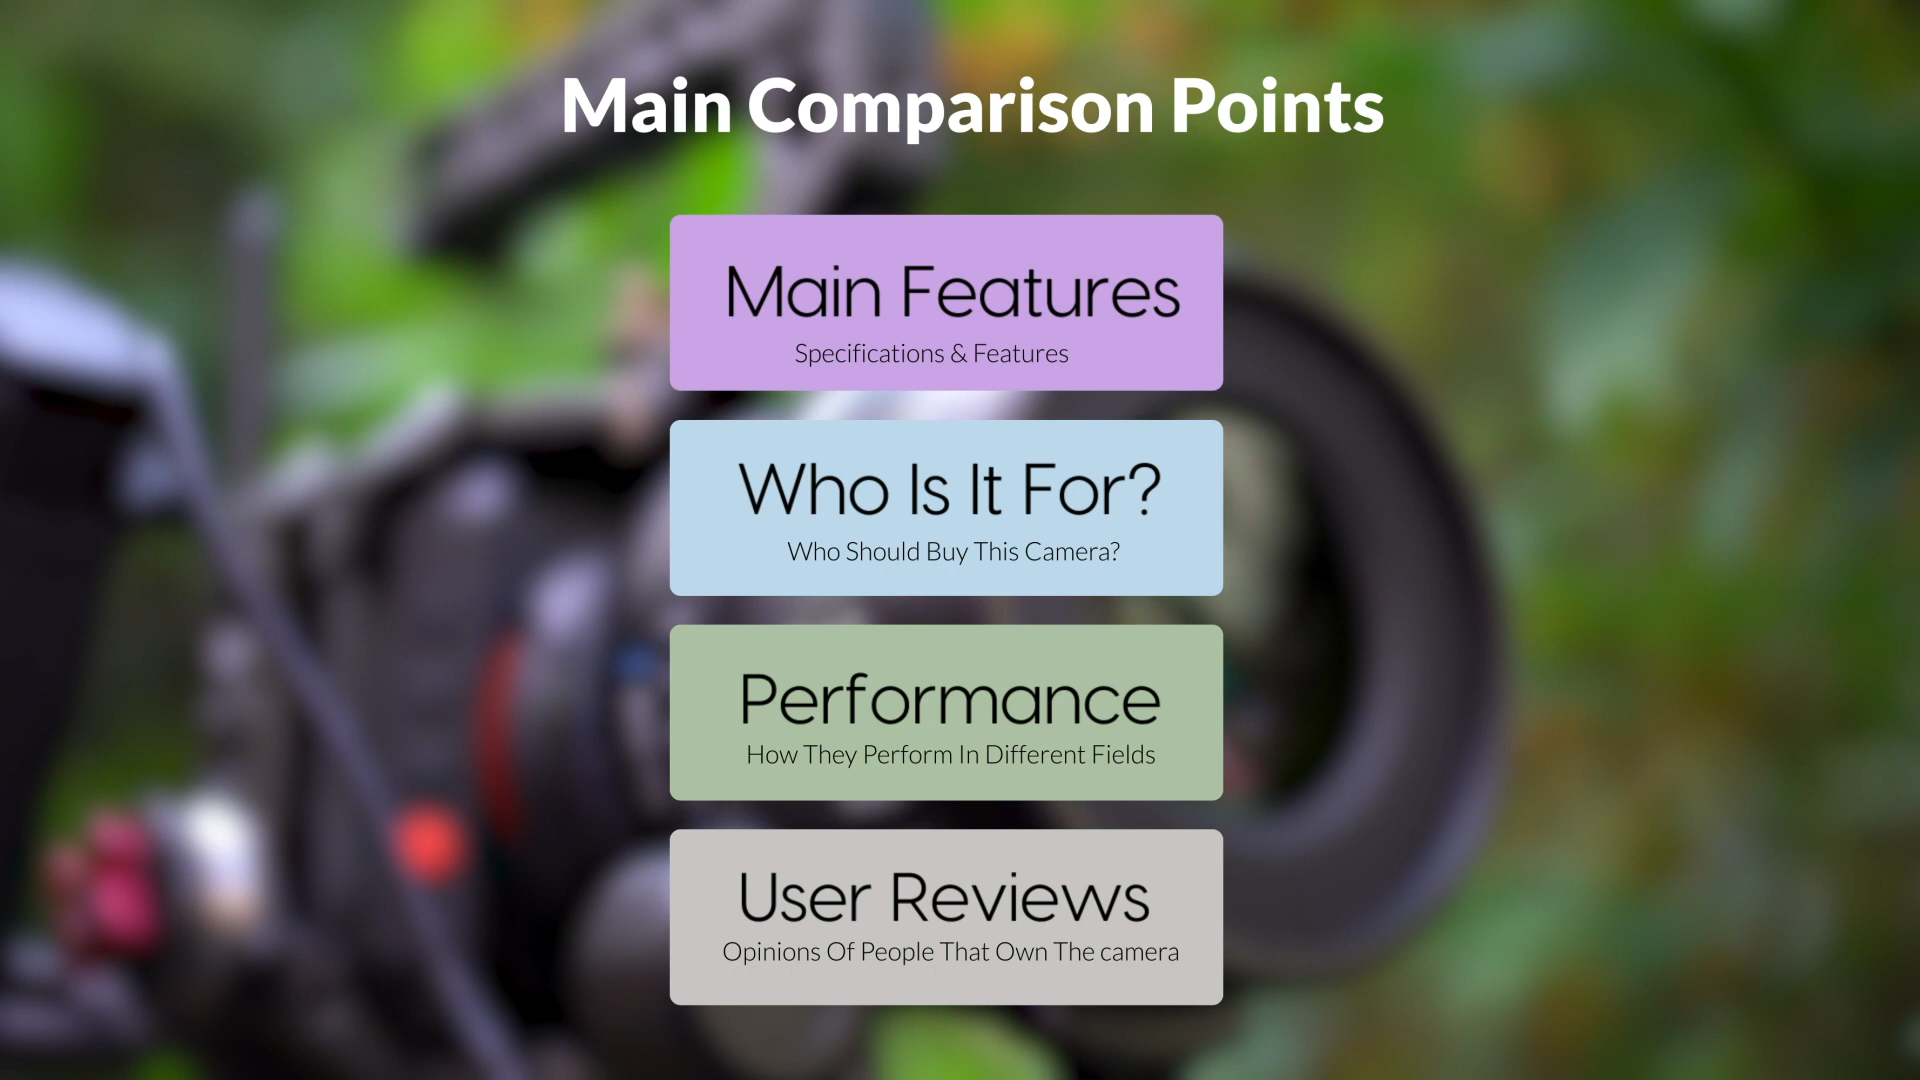 Main Comparison Points
Main Features
Specifications & Features
Who Is It For?
Who Should Buy This Camera?
Performance
How They Perform In Different Fields
User Reviews
Opinions Of People That Own The camera